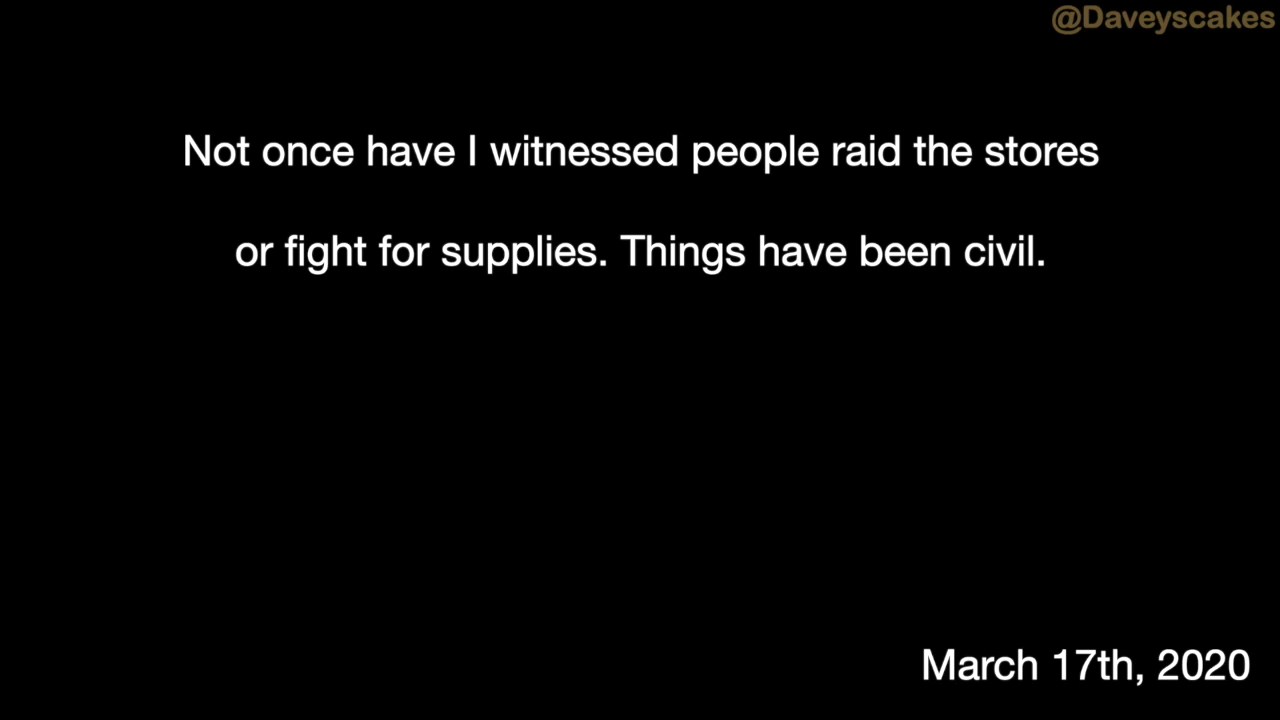 @Daveyscakes
Not once have I witnessed people raid the stores
or fight for supplies. Things have been civil.
March 17th, 2020